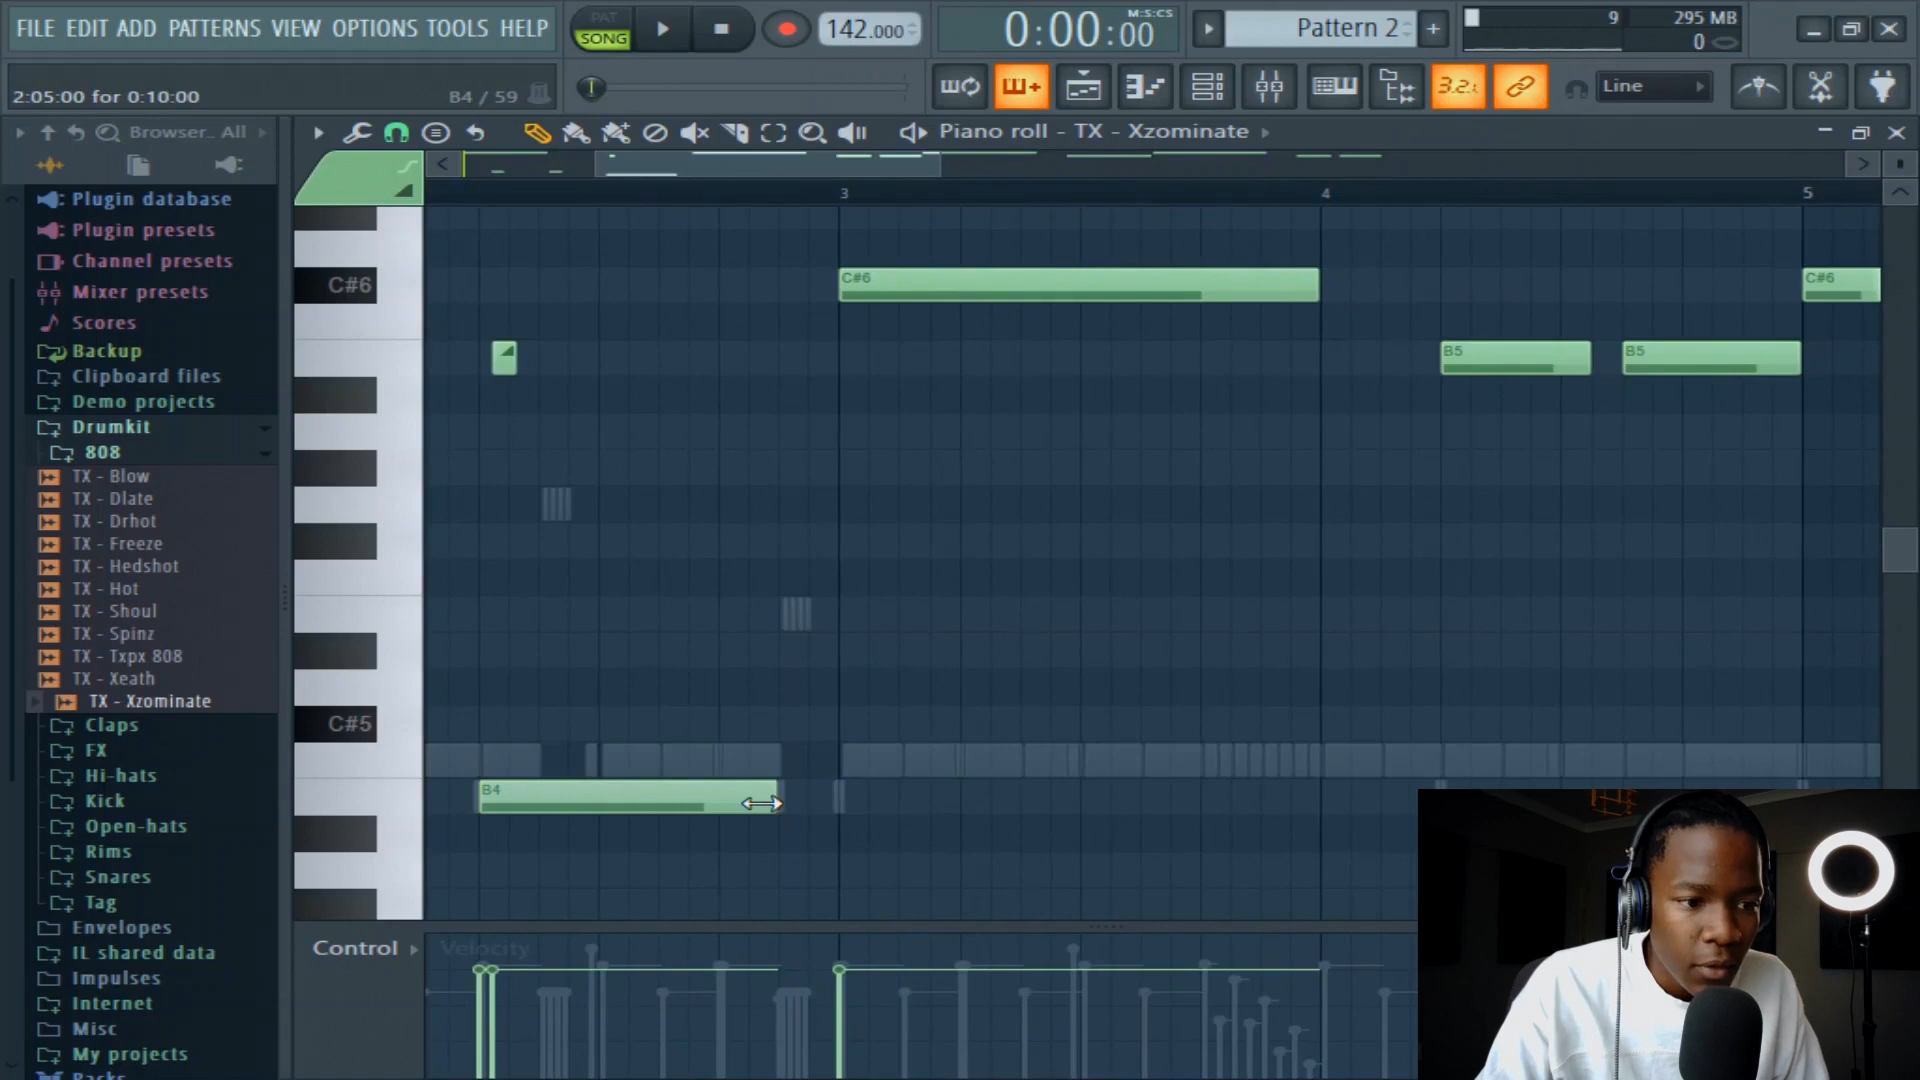 FILE EDIT ADD PATTERNS VIEW OPTIONS TOOLS HELP
PAT
SONG
142.000
M:S:CS
0:00:00
Pattern 2
9
295 MB
0
2:05:00 for 0:10:00
B4 / 59
3.2.
Line
Browser.. All
Piano roll - TX - Xzominate
Plugin database
Plugin presets
Channel presets
Mixer presets
Scores
Backup
Clipboard files
Demo projects
Drumkit
808
TX - Blow
TX - Dlate
TX - Drhot
TX - Freeze
TX - Hedshot
TX - Hot
TX - Shoul
TX - Spinz
TX - Txpx 808
TX - Xeath
TX - Xzominate
Claps
FX
Hi-hats
Kick
Open-hats
Rims
Snares
Tag
Envelopes
IL shared data
Impulses
Internet
Misc
My projects
Packs
3
4
5
C#6
C#6
C#6
B5
B5
C#5
B4
Control
Velocity